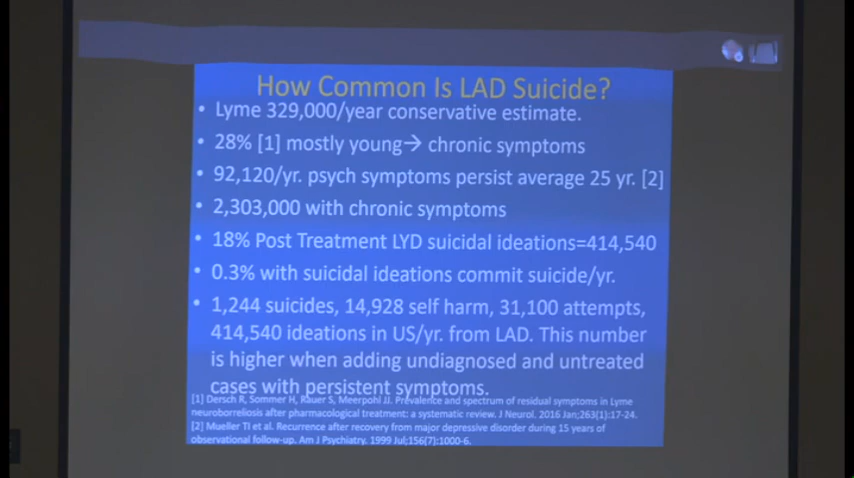 How Common Is LAD Suicide?
• Lyme 329,000/year conservative estimate.
• 28% [1] mostly young→ chronic symptoms
• 92,120/yr. psych symptoms persist average 25 yr. [2]
• 2,303,000 with chronic symptoms
• 18% Post Treatment LYD suicidal ideations=414,540
• 0.3% with suicidal ideations commit suicide/yr.
• 1,244 suicides, 14,928 self harm, 31,100 attempts,
414,540 ideations in US/yr. from LAD. This number
is higher when adding undiagnosed and untreated
cases with persistent symptoms.
[1] Dersch R, Sommer H, Rauer S, Meerpohl JJ. Prevalence and spectrum of residual symptoms in Lyme
neuroborreliosis after pharmacological treatment: a systematic review. J Neurol. 2016 Jan;263(1):17-24.
[2] Mueller TI et al. Recurrence after recovery from major depressive disorder during 15 years of
observational follow-up. Am J Psychiatry. 1999 Jul;156(7):1000-6.